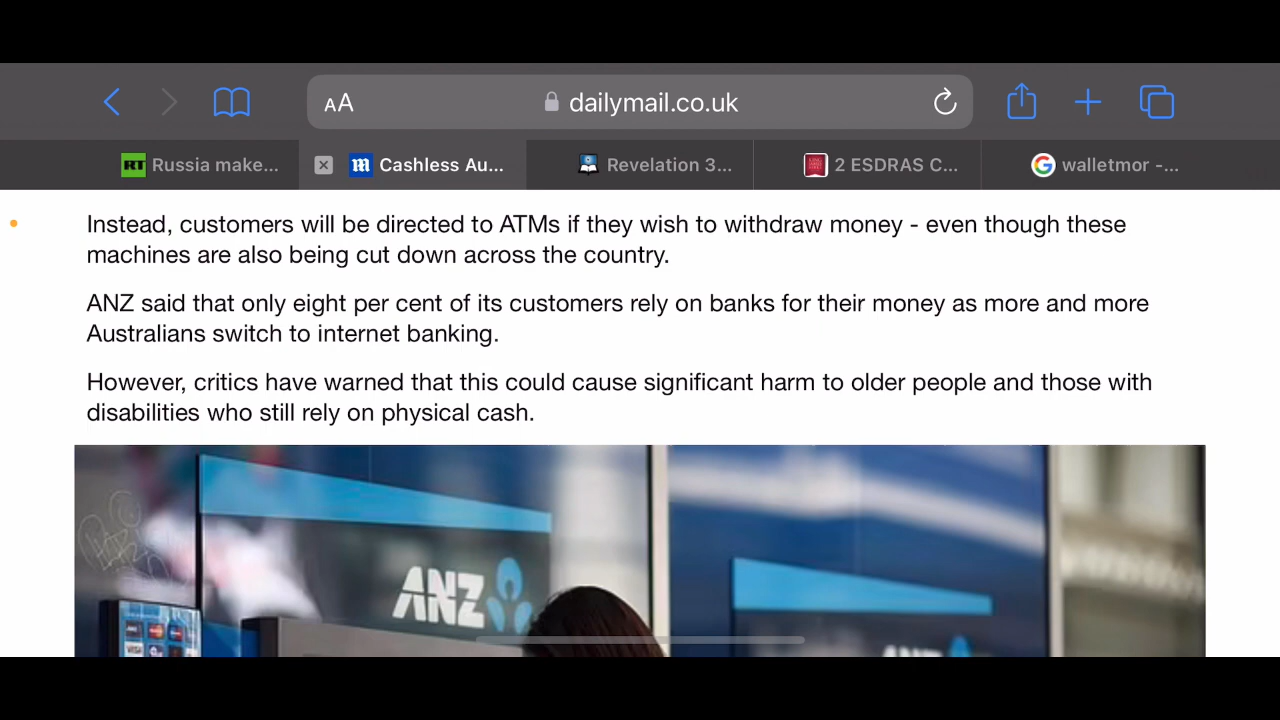 AA
dailymail.co.uk
RT Russia make...
m Cashless Au...
Revelation 3...
2 ESDRAS C...
G walletmor -...
Instead, customers will be directed to ATMs if they wish to withdraw money - even though these
machines are also being cut down across the country.
ANZ said that only eight per cent of its customers rely on banks for their money as more and more
Australians switch to internet banking.
However, critics have warned that this could cause significant harm to older people and those with
disabilities who still rely on physical cash.
ANZ
ANZ
VISA